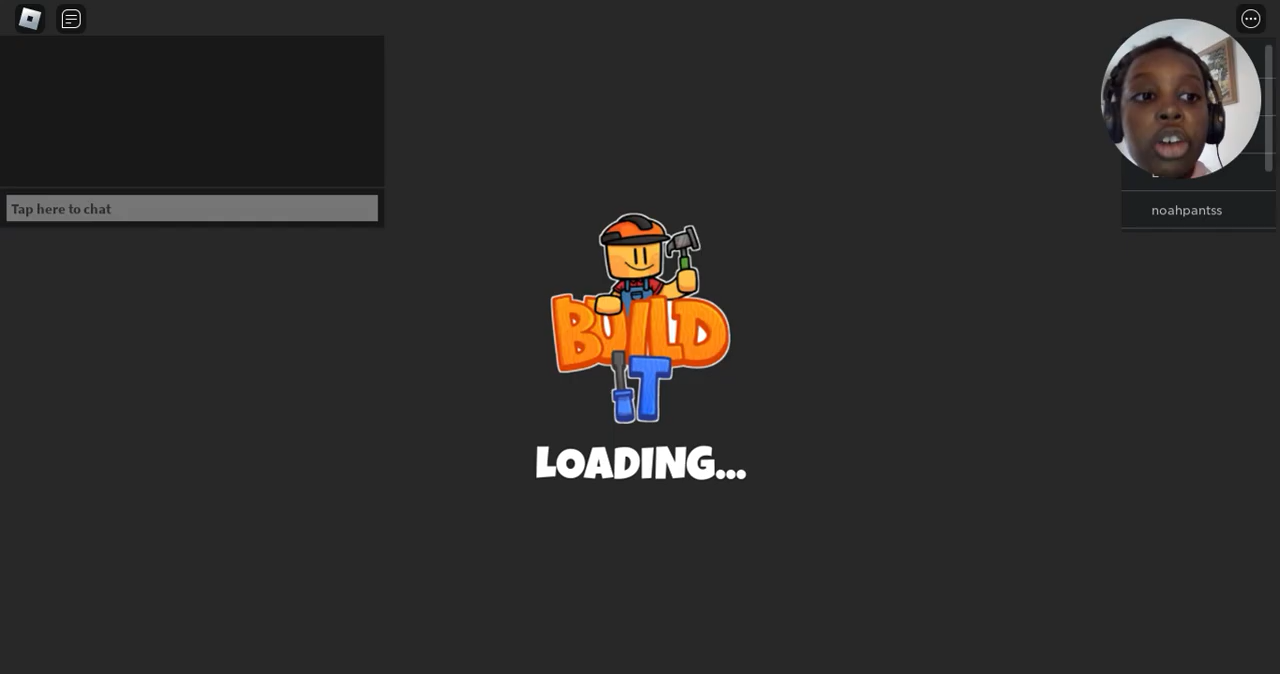 Tap here to chat
noahpantss
BUILD
IT
LOADING...